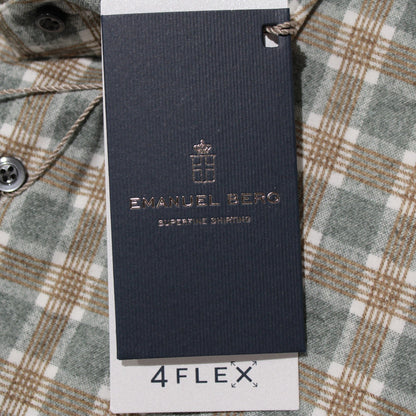 EMANUEL BERG
SUPERFINE SHIRTING
4FLEX